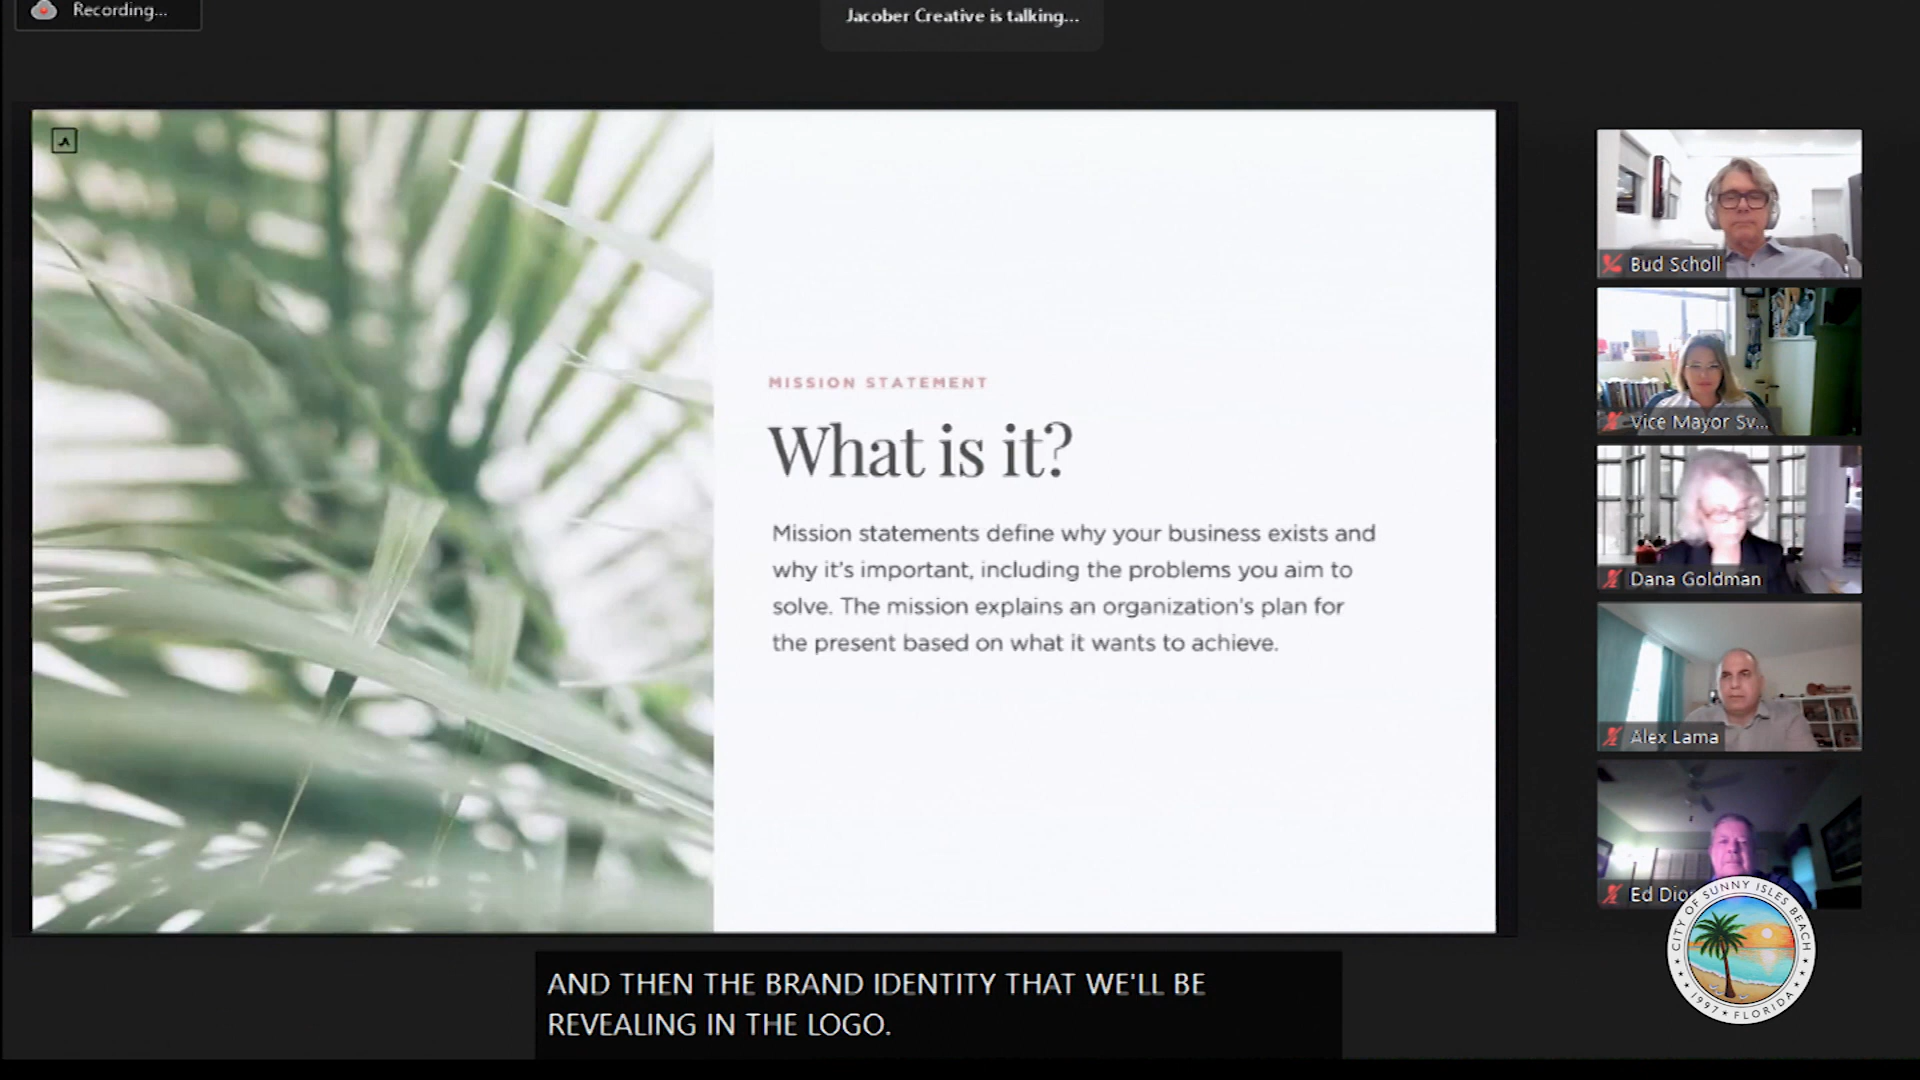 Recording...
Jacober Creative is talking...
MISSION STATEMENT
What is it?
Mission statements define why your business exists and
why it's important, including the problems you aim to
solve. The mission explains an organization's plan for
the present based on what it wants to achieve.
Bud Scholl
Vice Mayor Sv...
Dana Goldman
Alex Lama
Ed Dio
CITY OF SUNNY ISLES BEACH
1997 ★ FLORIDA
AND THEN THE BRAND IDENTITY THAT WE'LL BE
REVEALING IN THE LOGO.